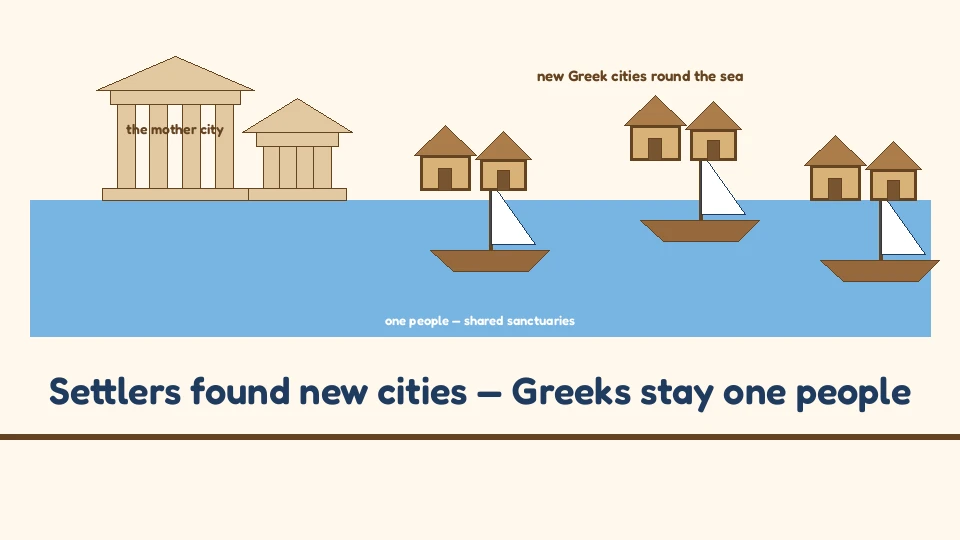 new Greek cities round the sea
the mother city
one people — shared sanctuaries
Settlers found new cities — Greeks stay one people